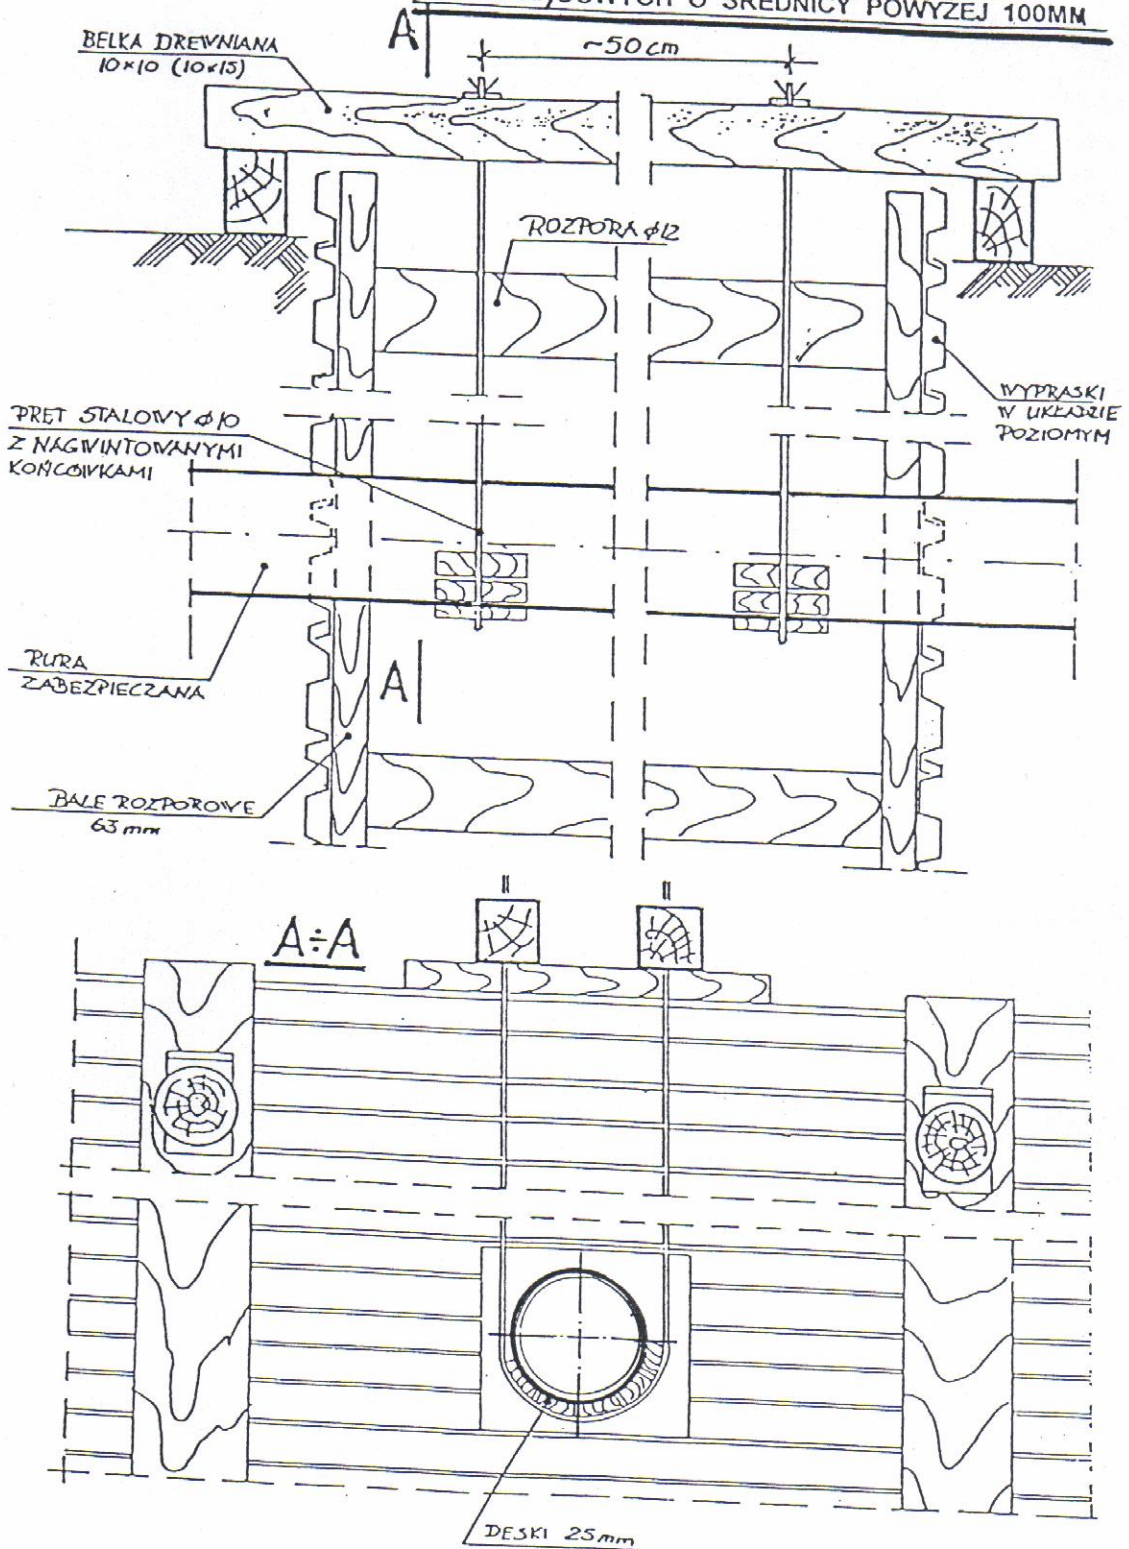 O ŚREDNICY POWYŻEJ 100MM
A
~50cm
BELKA DREWNIANA
10×10 (10×15)
ROZPORA ϕ12
WYPRASKI
W UKŁADZIE
POZIOMYM
PRĘT STALOWY ϕ10
Z NAGWINTOWANYMI
KOŃCÓWKAMI
RURA
ZABEZPIECZANA
A
BALE ROZPOROWE
63 mm
A÷A
DESKI 25mm